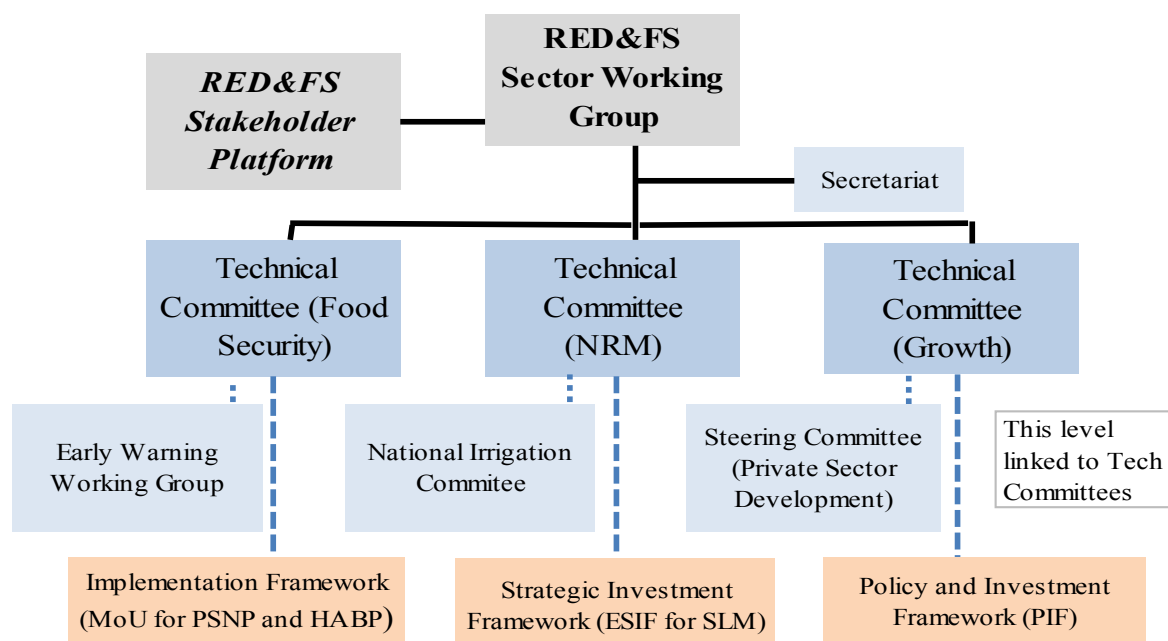 RED&FS
Sector Working
Group
RED&FS
Stakeholder
Platform
Secretariat
Technical
Committee (Food
Security)
Technical
Committee
(NRM)
Technical
Committee
(Growth)
Early Warning
Working Group
National Irrigation
Commitee
Steering Committee
(Private Sector
Development)
This level
linked to Tech
Committees
Implementation Framework
(MoU for PSNP and HABP)
Strategic Investment
Framework (ESIF for SLM)
Policy and Investment
Framework (PIF)